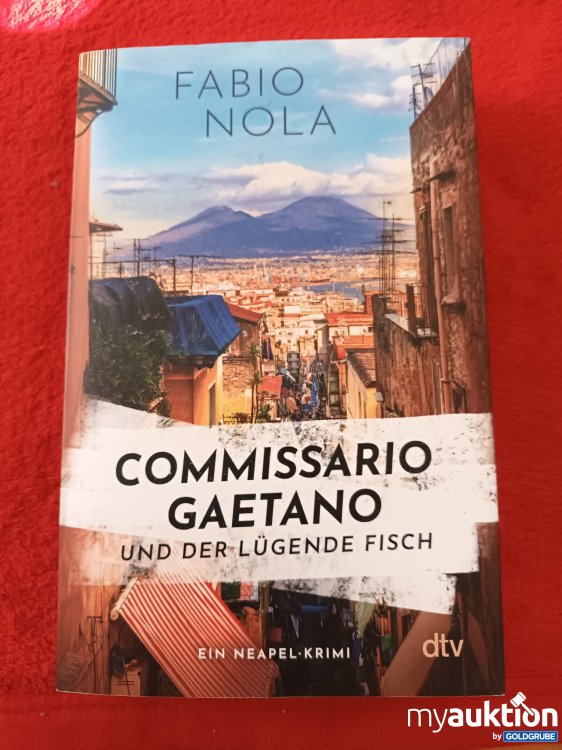 FABIO
NOLA
COMMISSARIO
GAETANO
UND DER LÜGENDE FISCH
EIN NEAPEL-KRIMI
dtv
myauktion
by GOLDGRUBE